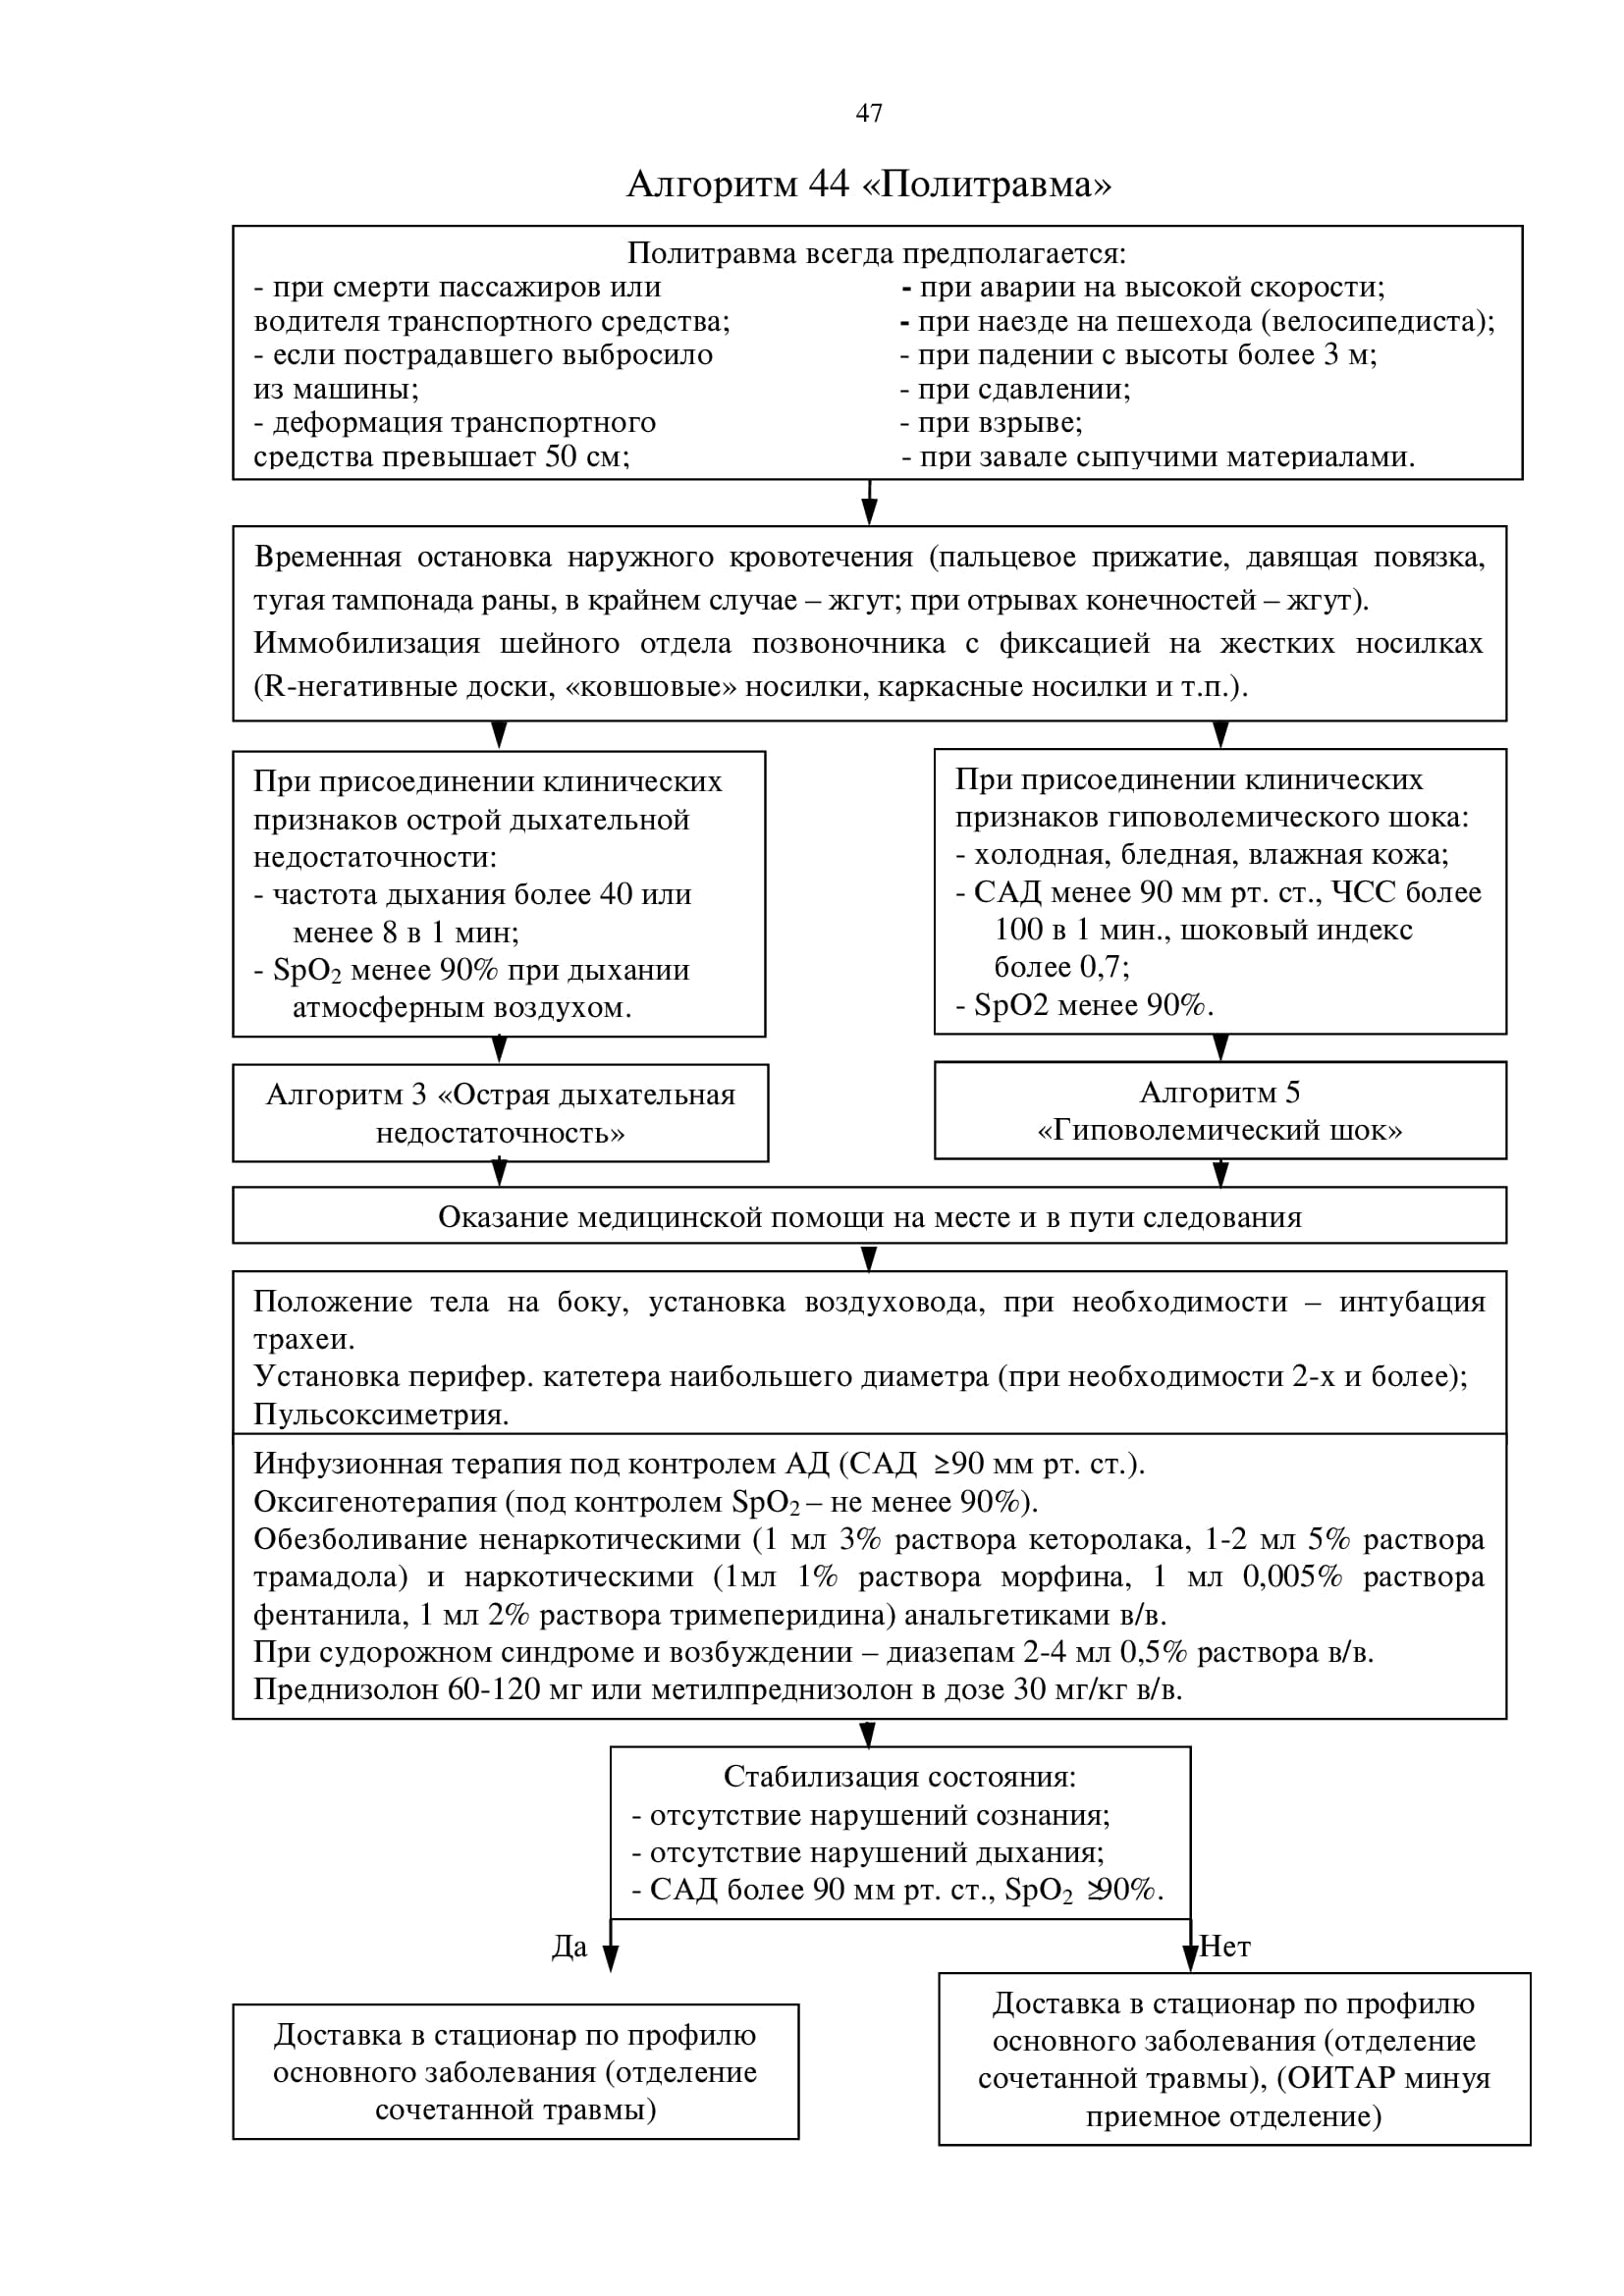 47
Алгоритм 44 «Политравма»
Политравма всегда предполагается:
- при смерти пассажиров или
водителя транспортного средства;
- если пострадавшего выбросило
из машины;
- деформация транспортного
средства превышает 50 см;
- при аварии на высокой скорости;
- при наезде на пешехода (велосипедиста);
- при падении с высоты более 3 м;
- при сдавлении;
- при взрыве;
- при завале сыпучими материалами.
Временная остановка наружного кровотечения (пальцевое прижатие, давящая повязка,
тугая тампонада раны, в крайнем случае – жгут; при отрывах конечностей – жгут).
Иммобилизация шейного отдела позвоночника с фиксацией на жестких носилках
(R-негативные доски, «ковшовые» носилки, каркасные носилки и т.п.).
При присоединении клинических
признаков острой дыхательной
недостаточности:
- частота дыхания более 40 или
менее 8 в 1 мин;
- SpO2 менее 90% при дыхании
атмосферным воздухом.
При присоединении клинических
признаков гиповолемического шока:
- холодная, бледная, влажная кожа;
- САД менее 90 мм рт. ст., ЧСС более
100 в 1 мин., шоковый индекс
более 0,7;
- SpO2 менее 90%.
Алгоритм 3 «Острая дыхательная
недостаточность»
Алгоритм 5
«Гиповолемический шок»
Оказание медицинской помощи на месте и в пути следования
Положение тела на боку, установка воздуховода, при необходимости – интубация
трахеи.
Установка перифер. катетера наибольшего диаметра (при необходимости 2-х и более);
Пульсоксиметрия.
Инфузионная терапия под контролем АД (САД ≥90 мм рт. ст.).
Оксигенотерапия (под контролем SpO2 – не менее 90%).
Обезболивание ненаркотическими (1 мл 3% раствора кеторолака, 1-2 мл 5% раствора
трамадола) и наркотическими (1мл 1% раствора морфина, 1 мл 0,005% раствора
фентанила, 1 мл 2% раствора тримеперидина) анальгетиками в/в.
При судорожном синдроме и возбуждении – диазепам 2-4 мл 0,5% раствора в/в.
Преднизолон 60-120 мг или метилпреднизолон в дозе 30 мг/кг в/в.
Стабилизация состояния:
- отсутствие нарушений сознания;
- отсутствие нарушений дыхания;
- САД более 90 мм рт. ст., SpO2 ≥90%.
Да
Нет
Доставка в стационар по профилю
основного заболевания (отделение
сочетанной травмы)
Доставка в стационар по профилю
основного заболевания (отделение
сочетанной травмы), (ОИТАР минуя
приемное отделение)